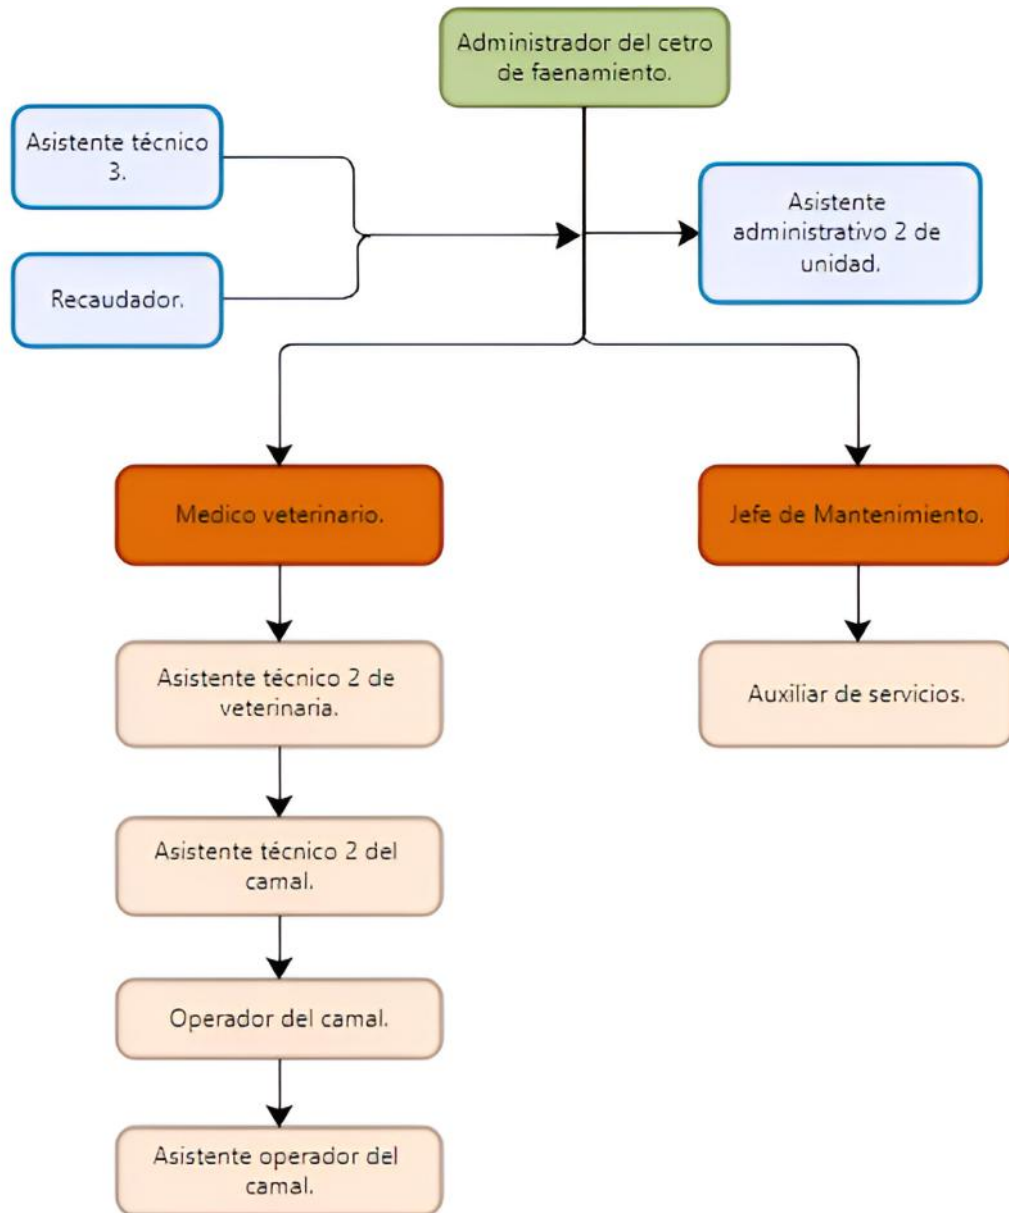 Administrador del cetro
de faenamiento.
Asistente técnico
3.
Asistente
administrativo 2 de
unidad.
Recaudador.
Medico veterinario.
Jefe de Mantenimiento.
Asistente técnico 2 de
veterinaria.
Auxiliar de servicios.
Asistente técnico 2 del
camal.
Operador del camal.
Asistente operador del
camal.